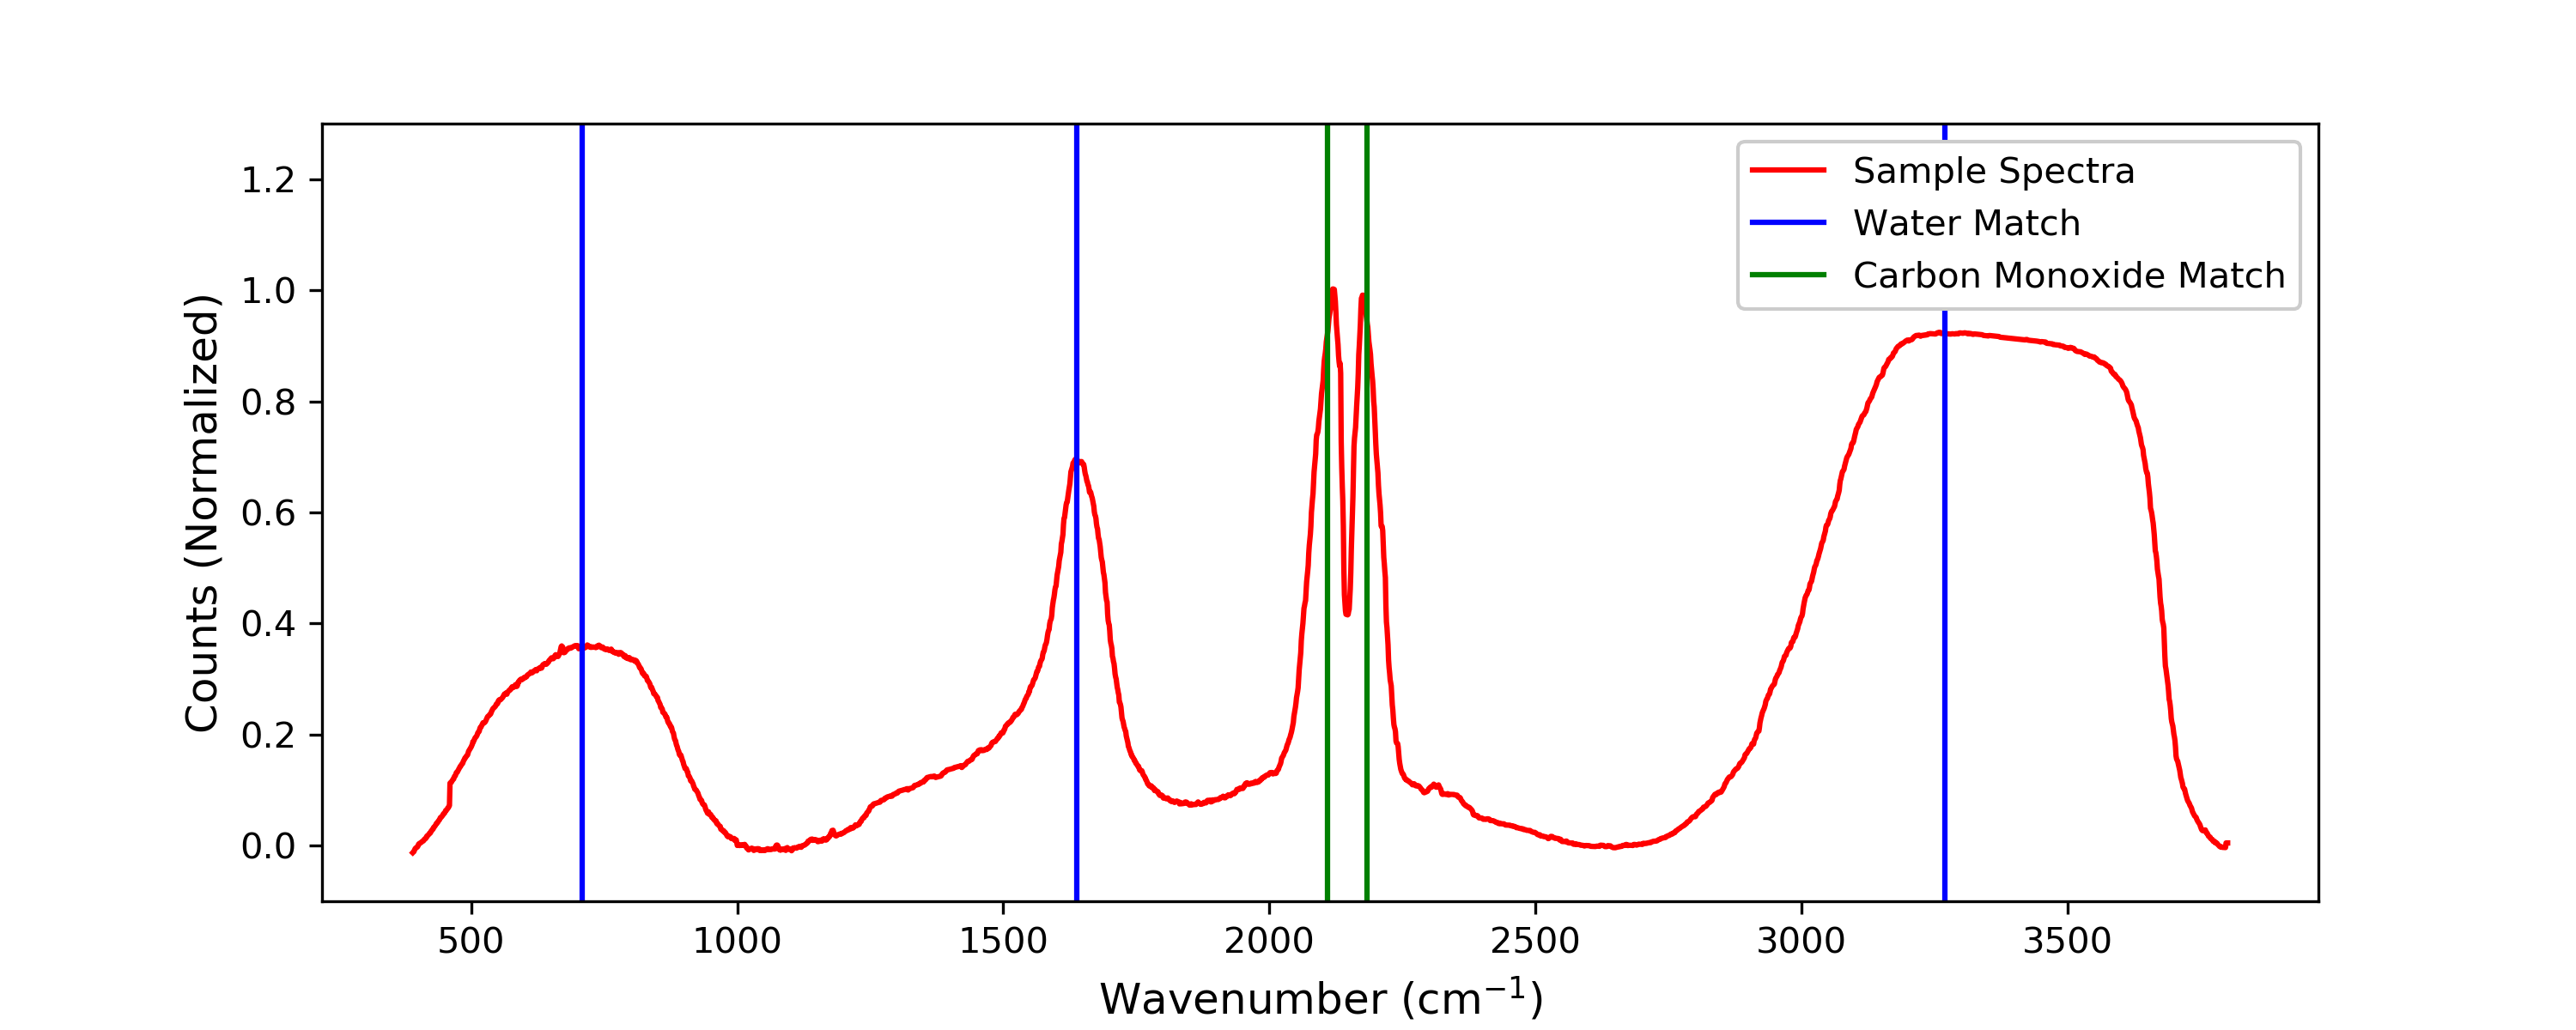 Sample Spectra
Water Match
Carbon Monoxide Match
1.2
1.0
0.8
0.6
0.4
0.2
0.0
Counts (Normalized)
500 1000 1500 2000 2500 3000 3500
Wavenumber (cm⁻¹)